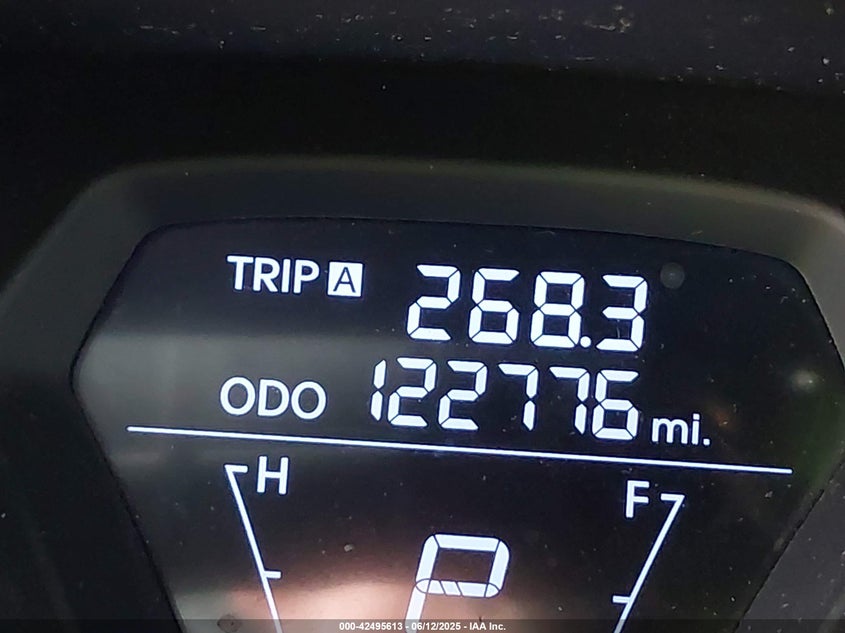 TRIP A 268.3
ODO 122776 mi.
H F
P
000-42495613 - 06/12/2025 - IAA Inc.